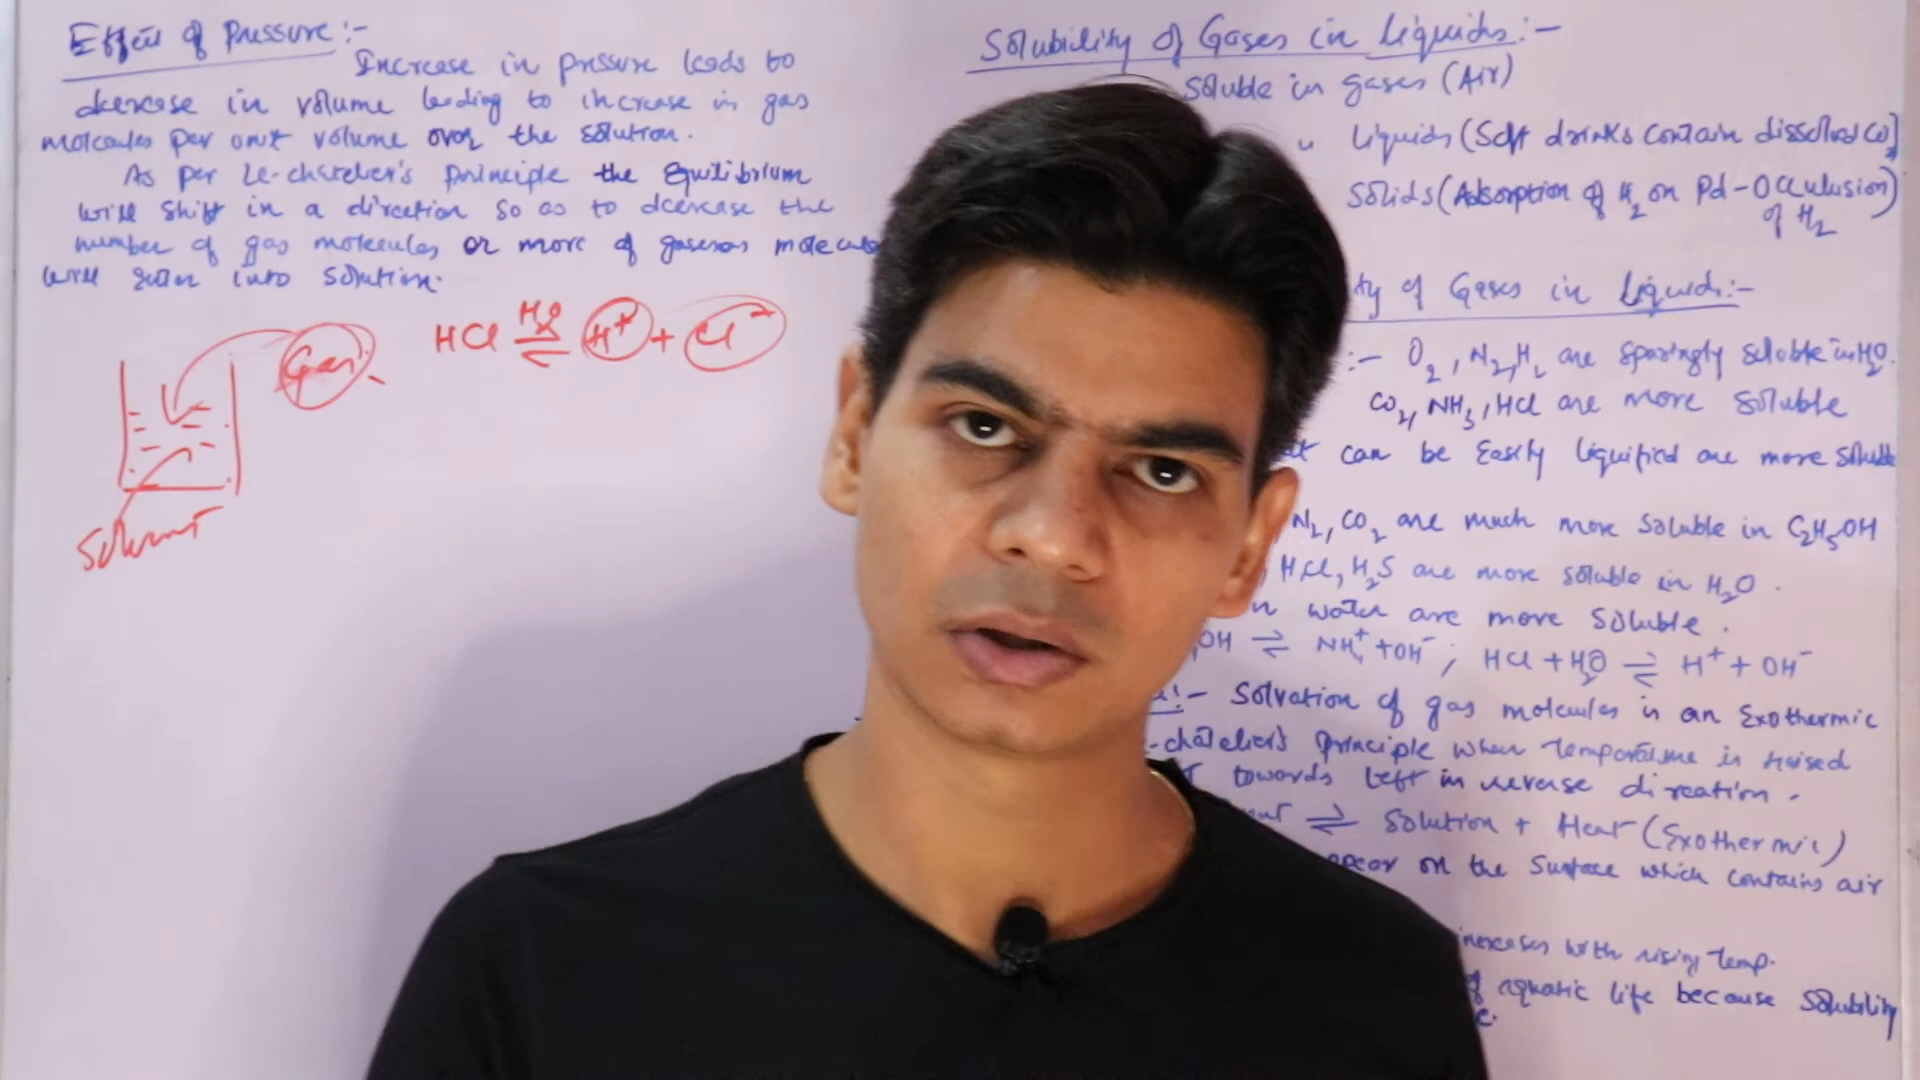 Effect of Pressure:-
Increase in pressure leads to
decrease in volume leading to increase in gas
molecules per unit volume over the solution.
As per Le-chatelier's principle the Equilibrium
will shift in a direction so as to decrease the
number of gas molecules or more of gaseous molecules
will into solution.
HCl H2O ⇌ H+ + Cl-
Gas
Solvent
Solubility of Gases in Liquids:-
Soluble in gases (Air)
" Liquids (Soft drinks contain dissolved CO2)
Solids (Adsorption of H2 on Pd-Occulusion
of H2)
ty of Gases in Liquids:-
:- O2, N2, H2 are sparingly soluble in H2O.
CO2, NH3, HCl are more soluble
at can be Easily liquified are more soluble
N2, CO2 are much more soluble in C2H5OH
, HCl, H2S are more soluble in H2O.
n water are more soluble.
OH ⇌ NH4+ + OH- ; HCl + H2O ⇌ H+ + OH-
:- Solvation of gas molecules is an Exothermic
-chatelier's principle when temperature is raised
towards left in reverse direction.
⇌ Solution + Heat (Exothermic)
appear on the surface which contains air
increases with rising temp.
of aquatic life because solubility